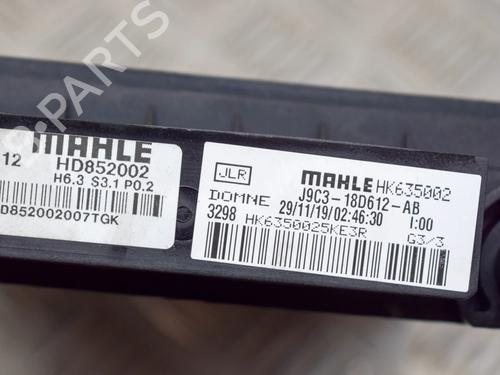 MAHLE
12 HD852002
H6.3 S3.1 P0.2
D852002007TGK
JLR
MAHLE HK635002
J9C3-18D612-AB
DOMNE 29/11/19/02:46:30 I:00
3298 HK6350025KE3R G3/3
B-PARTS